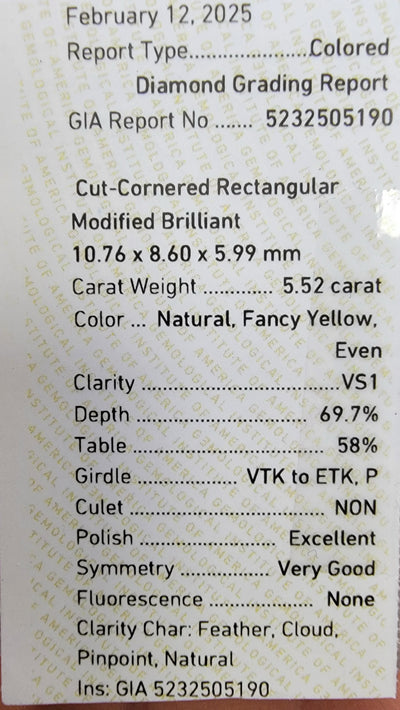 February 12, 2025
Report Type......................Colored
Diamond Grading Report
GIA Report No ....... 5232505190
Cut-Cornered Rectangular
Modified Brilliant
10.76 x 8.60 x 5.99 mm
Carat Weight ............. 5.52 carat
Color ... Natural, Fancy Yellow,
Even
Clarity .....................................VS1
Depth ................................ 69.7%
Table ................................... 58%
Girdle .................. VTK to ETK, P
Culet ................................... NON
Polish ......................... Excellent
Symmetry ................ Very Good
Fluorescence ................... None
Clarity Char: Feather, Cloud,
Pinpoint, Natural
Ins: GIA 5232505190